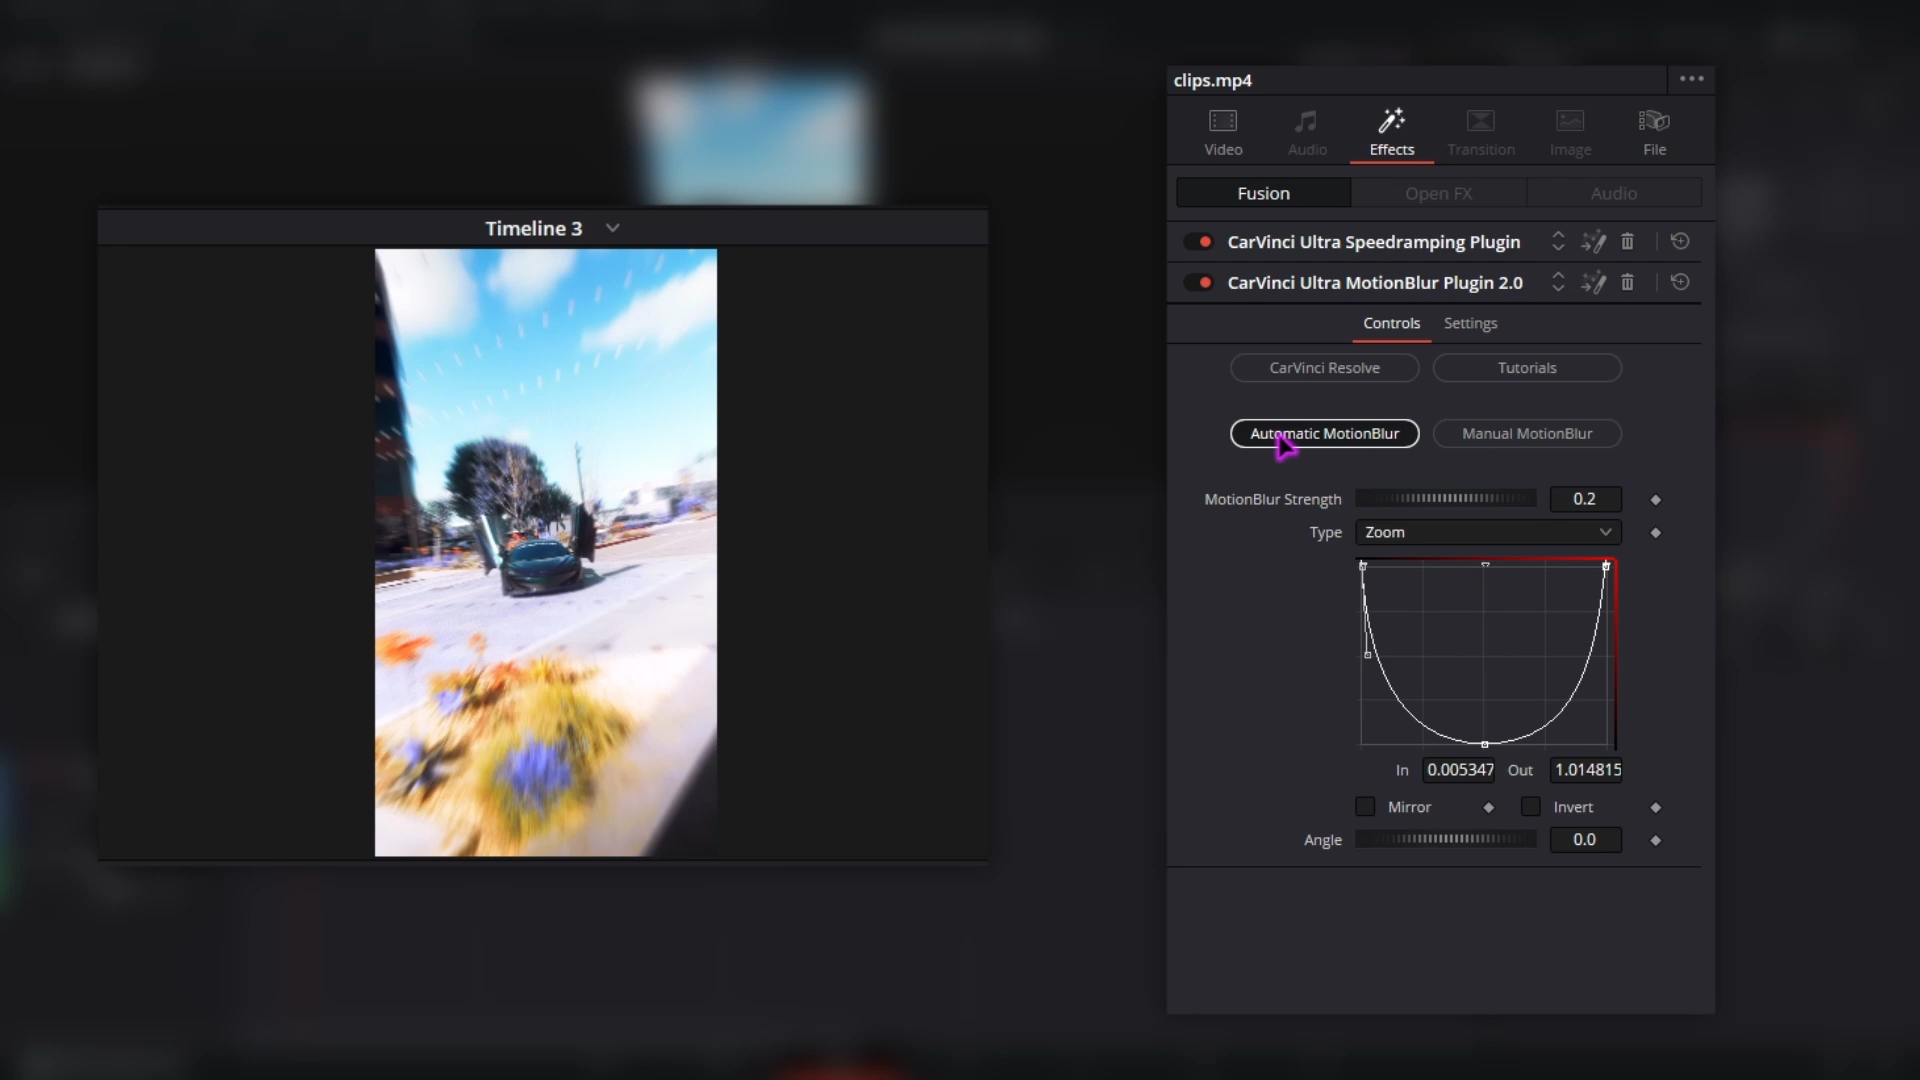 clips.mp4
Video
Audio
Effects
Transition
Image
File
Fusion
Open FX
Audio
Timeline 3
CarVinci Ultra Speedramping Plugin
CarVinci Ultra MotionBlur Plugin 2.0
Controls
Settings
CarVinci Resolve
Tutorials
Automatic MotionBlur
Manual MotionBlur
MotionBlur Strength
0.2
Type
Zoom
In
0.005347
Out
1.014815
Mirror
Invert
Angle
0.0